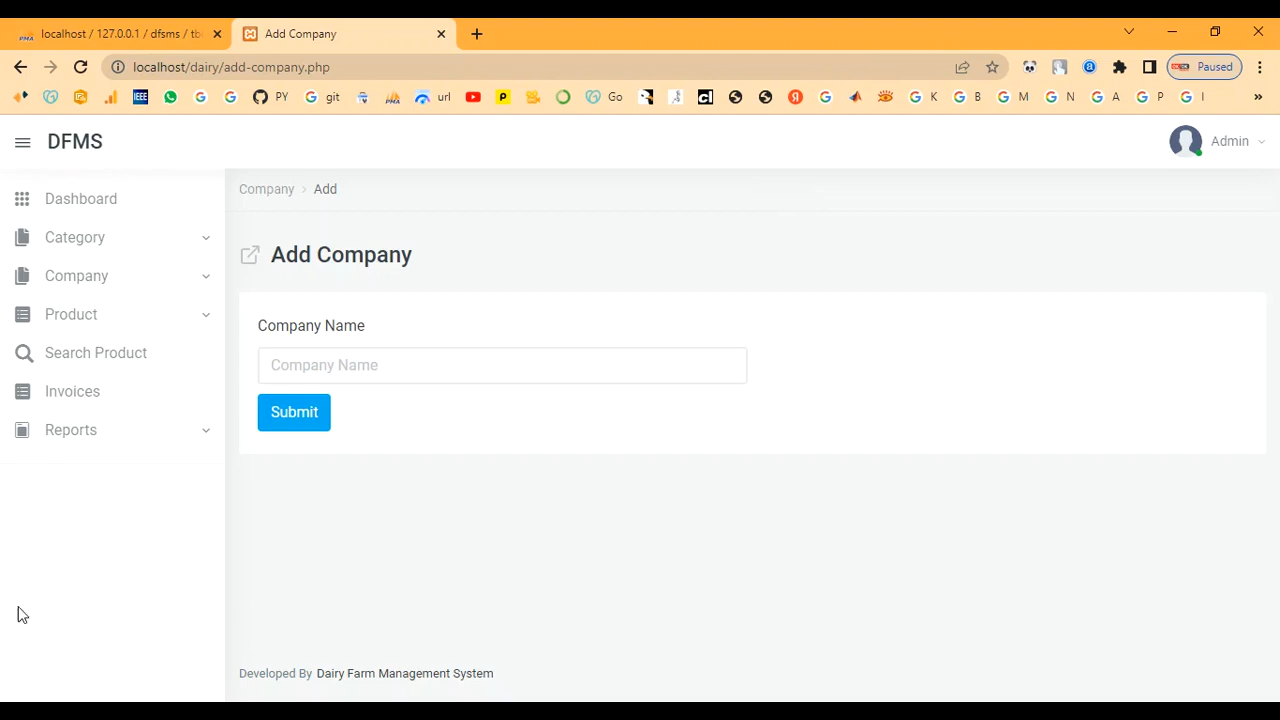 localhost / 127.0.0.1 / dfsms / tb
Add Company
localhost/dairy/add-company.php
Paused
IEEE
PY
git
url
Go
K
B
M
N
A
P
I
»
DFMS
Admin
Dashboard
Category
Company
Product
Search Product
Invoices
Reports
Company › Add
Add Company
Company Name
Company Name
Submit
Developed By Dairy Farm Management System